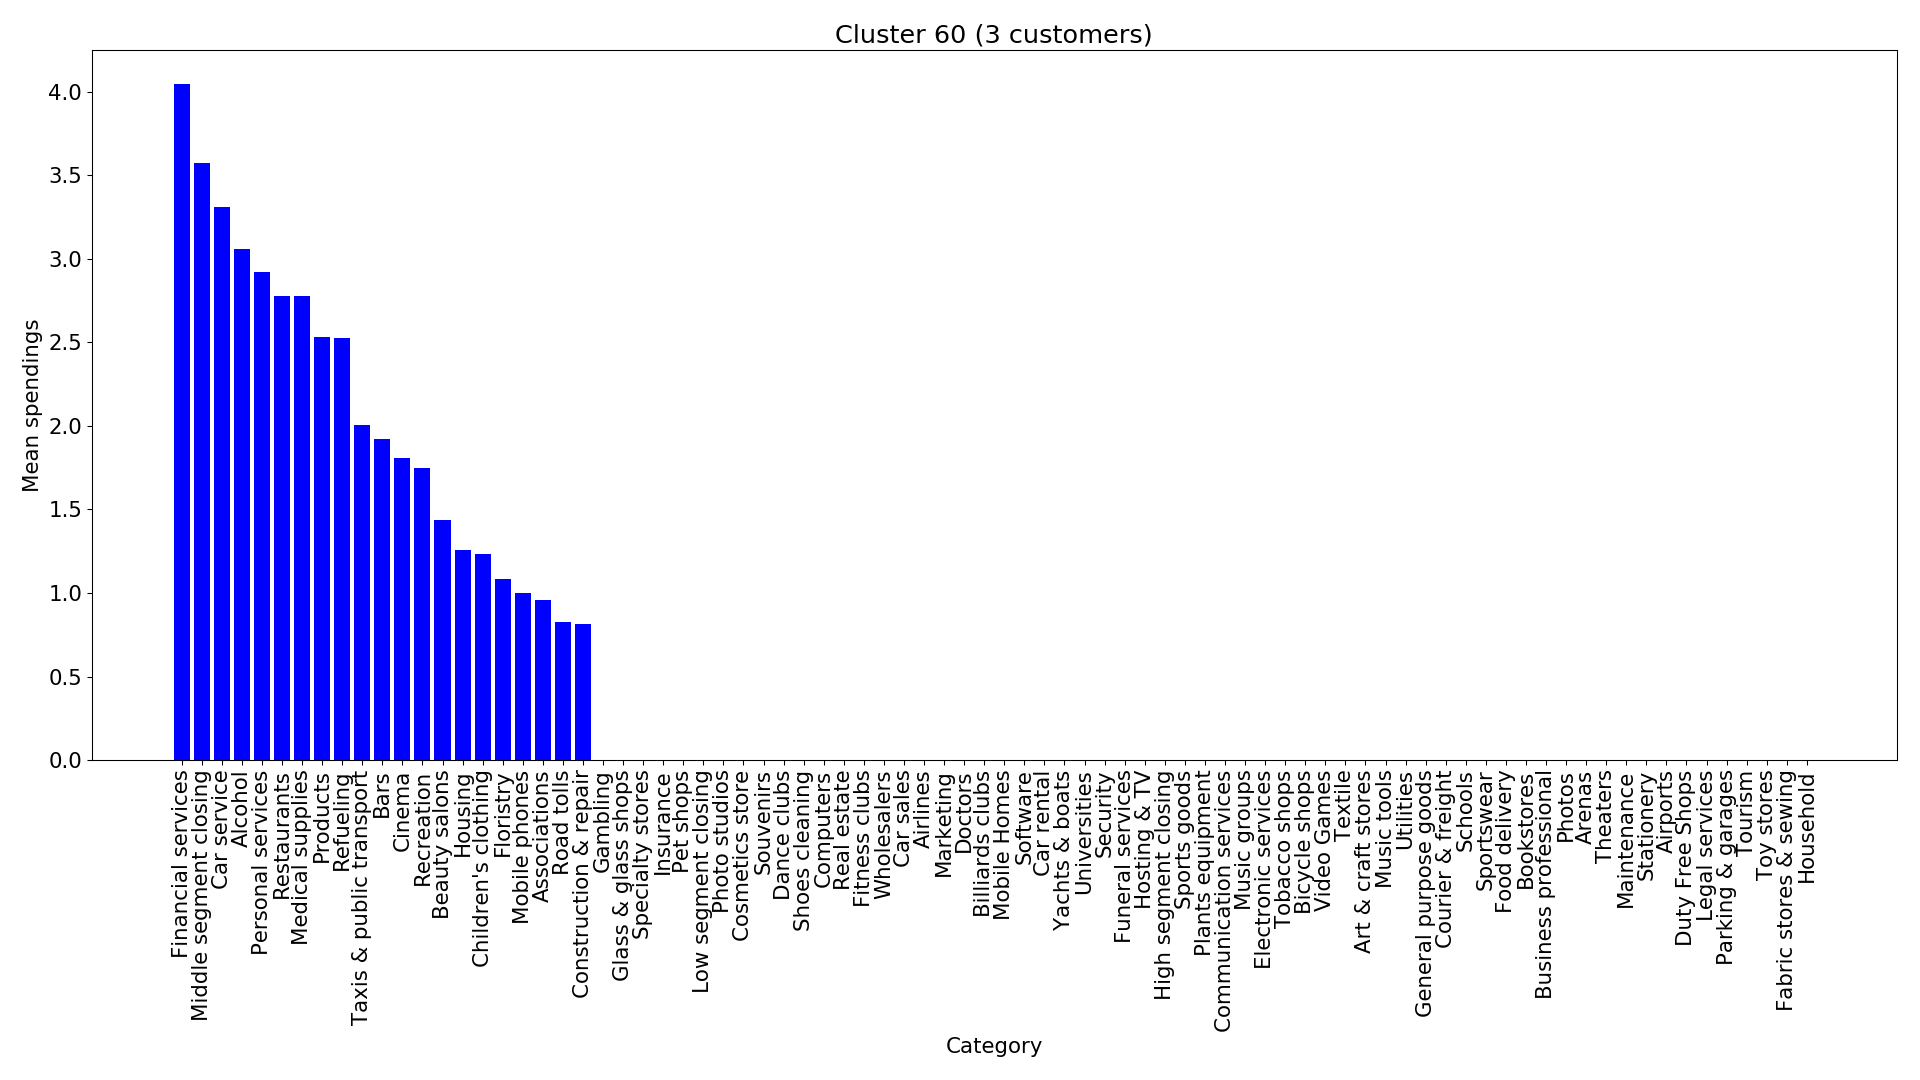 Cluster 60 (3 customers)
Mean spendings
4.0
3.5
3.0
2.5
2.0
1.5
1.0
0.5
0.0
Financial services
Middle segment closing
Car service
Alcohol
Personal services
Restaurants
Medical supplies
Products
Refueling
Taxis & public transport
Bars
Cinema
Recreation
Beauty salons
Housing
Children's clothing
Floristry
Mobile phones
Associations
Road tolls
Construction & repair
Gambling
Glass & glass shops
Specialty stores
Insurance
Pet shops
Low segment closing
Photo studios
Cosmetics store
Souvenirs
Dance clubs
Shoes cleaning
Computers
Real estate
Fitness clubs
Wholesalers
Car sales
Airlines
Marketing
Doctors
Billiards clubs
Mobile Homes
Software
Car rental
Yachts & boats
Universities
Security
Funeral services
Hosting & TV
High segment closing
Sports goods
Plants equipment
Communication services
Music groups
Electronic services
Tobacco shops
Bicycle shops
Video Games
Textile
Art & craft stores
Music tools
Utilities
General purpose goods
Courier & freight
Schools
Sportswear
Food delivery
Bookstores
Business professional
Photos
Arenas
Theaters
Maintenance
Stationery
Airports
Duty Free Shops
Legal services
Parking & garages
Tourism
Toy stores
Fabric stores & sewing
Household
Category